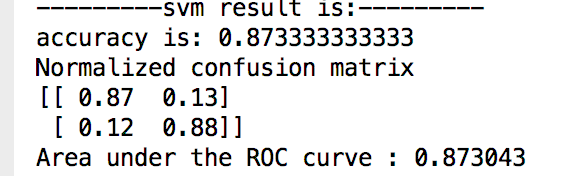 ---------svm result is:---------
accuracy is: 0.873333333333
Normalized confusion matrix
[[ 0.87  0.13]
 [ 0.12  0.88]]
Area under the ROC curve : 0.873043